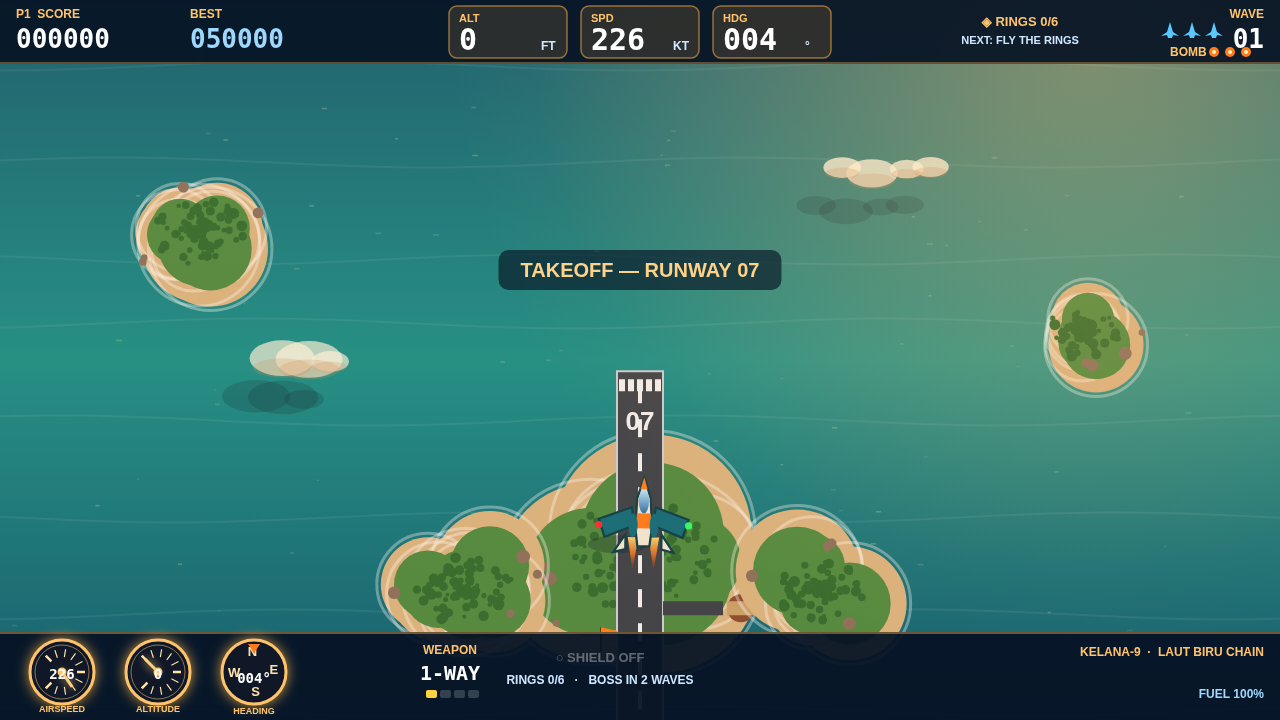 P1 SCORE
000000
BEST
050000
ALT
0 FT
SPD
226 KT
HDG
004 °
◈ RINGS 0/6
NEXT: FLY THE RINGS
WAVE
01
BOMB
TAKEOFF — RUNWAY 07
07
226
AIRSPEED
0
ALTITUDE
N
W 004° E
S
HEADING
WEAPON
1-WAY
○ SHIELD OFF
RINGS 0/6 · BOSS IN 2 WAVES
KELANA-9 · LAUT BIRU CHAIN
FUEL 100%